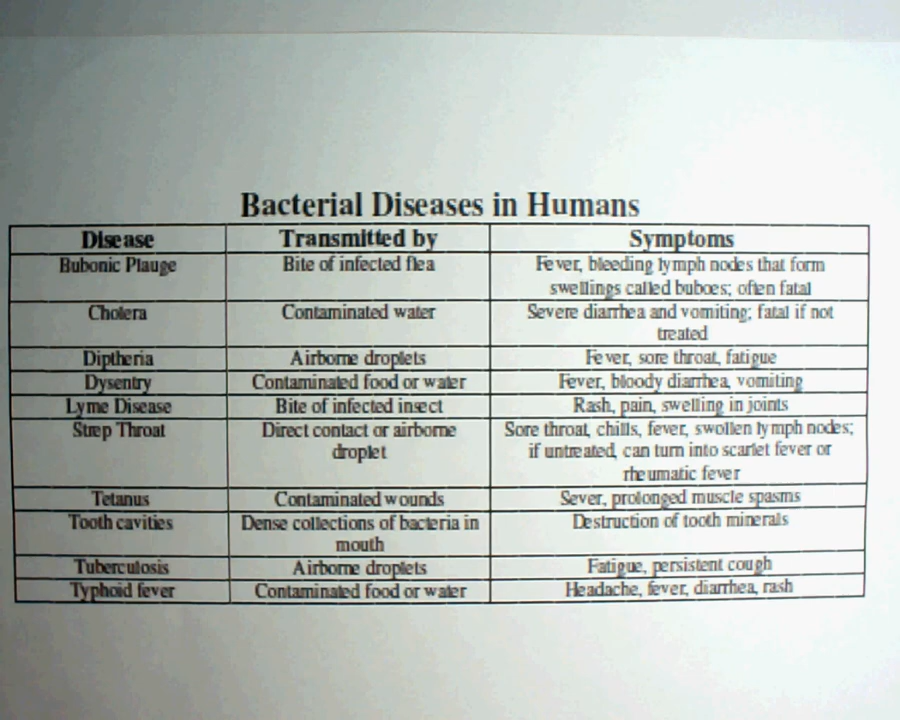 Bacterial Diseases in Humans
Disease Transmitted by Symptoms
Bubonic Plauge Bite of infected flea Fever, bleeding lymph nodes that form
swellings called buboes; often fatal
Cholera Contaminated water Severe diarrhea and vomiting; fatal if not
treated
Diptheria Airborne droplets Fever, sore throat, fatigue
Dysentry Contaminated food or water Fever, bloody diarrhea, vomiting
Lyme Disease Bite of infected insect Rash, pain, swelling in joints
Strep Throat Direct contact or airborne Sore throat, chills, fever, swollen lymph nodes;
droplet if untreated, can turn into scarlet fever or
rheumatic fever
Tetanus Contaminated wounds Sever, prolonged muscle spasms
Tooth cavities Dense collections of bacteria in Destruction of tooth minerals
mouth
Tuberculosis Airborne droplets Fatigue, persistent cough
Typhoid fever Contaminated food or water Headache, fever, diarrhea, rash